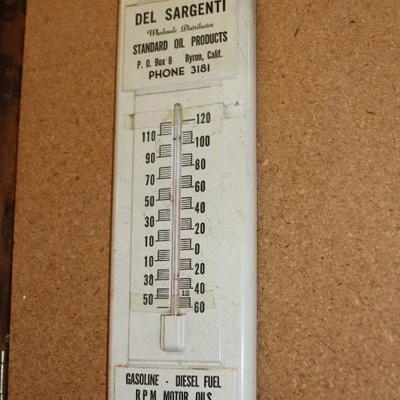 DEL SARGENTI
Wholesale Distributor
STANDARD OIL PRODUCTS
P. O. Box 8 Byron, Calif.
PHONE 3181
120
110
100
90
80
70
60
50
40
30
20
10
0
10
20
30
40
50
12
60
GASOLINE - DIESEL FUEL
R P M MOTOR OILS